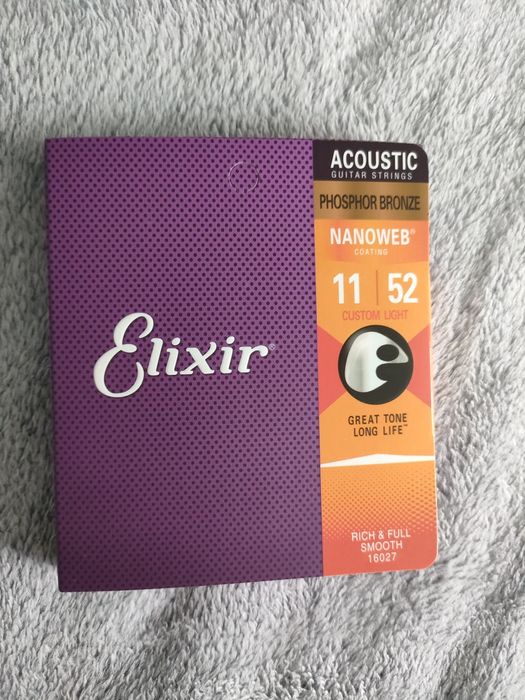 Elixir®
ACOUSTIC
GUITAR STRINGS
PHOSPHOR BRONZE
NANOWEB®
COATING
11 | 52
CUSTOM LIGHT
GREAT TONE
LONG LIFE™
RICH & FULL
SMOOTH
16027